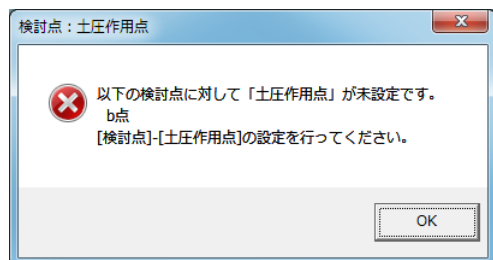 検討点：土圧作用点
以下の検討点に対して「土圧作用点」が未設定です。
b点
[検討点]-[土圧作用点]の設定を行ってください。
OK